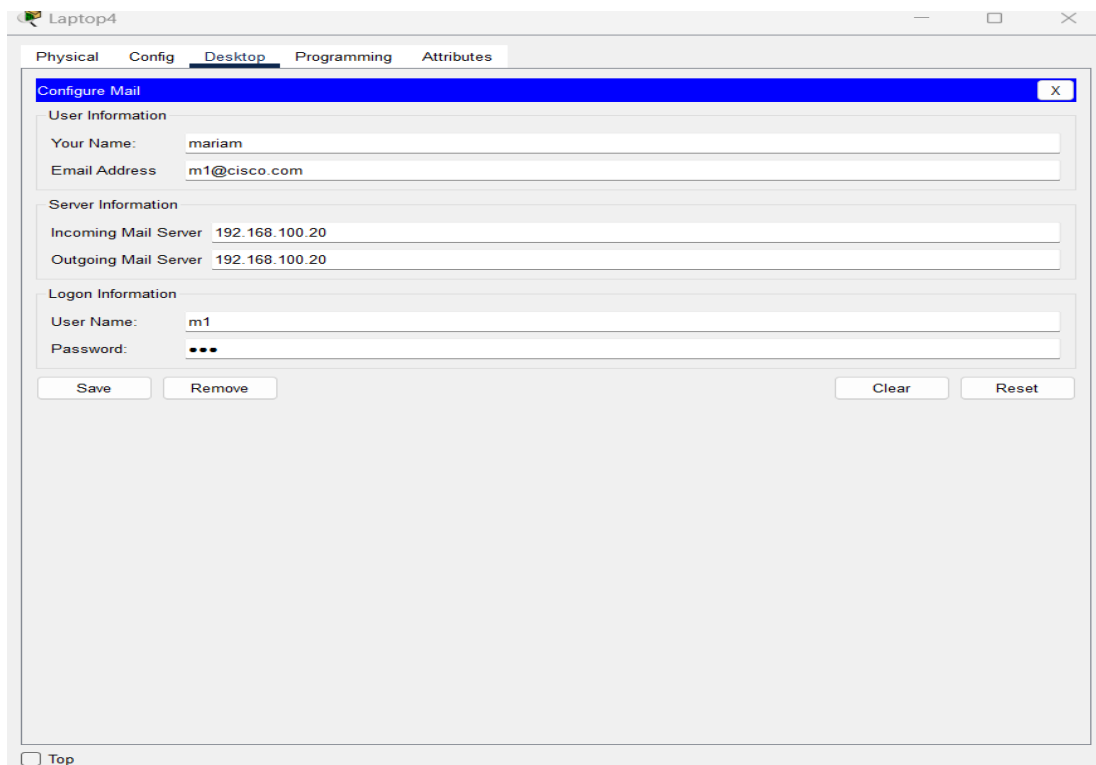 Laptop4
Physical Config Desktop Programming Attributes
Configure Mail X
User Information
Your Name: mariam
Email Address m1@cisco.com
Server Information
Incoming Mail Server 192.168.100.20
Outgoing Mail Server 192.168.100.20
Logon Information
User Name: m1
Password: •••
Save Remove Clear Reset
Top